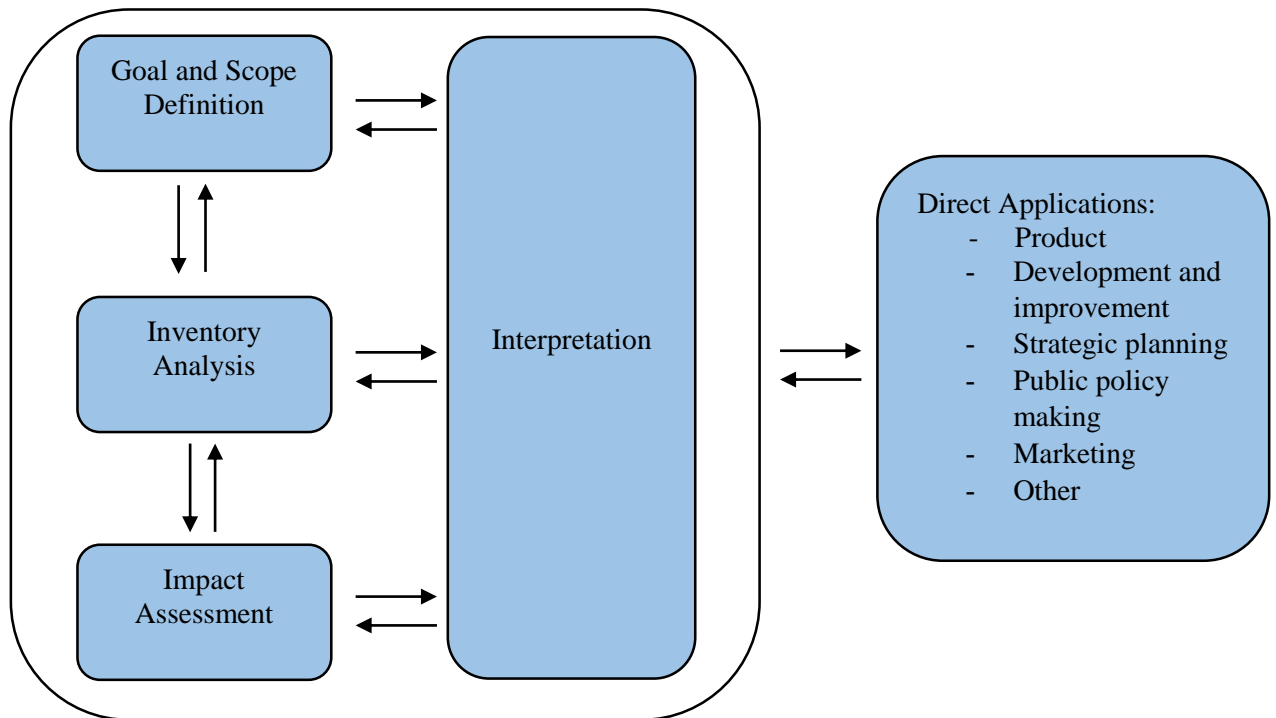 Goal and Scope
Definition
Inventory
Analysis
Impact
Assessment
Interpretation
Direct Applications:
- Product
- Development and
improvement
- Strategic planning
- Public policy
making
- Marketing
- Other